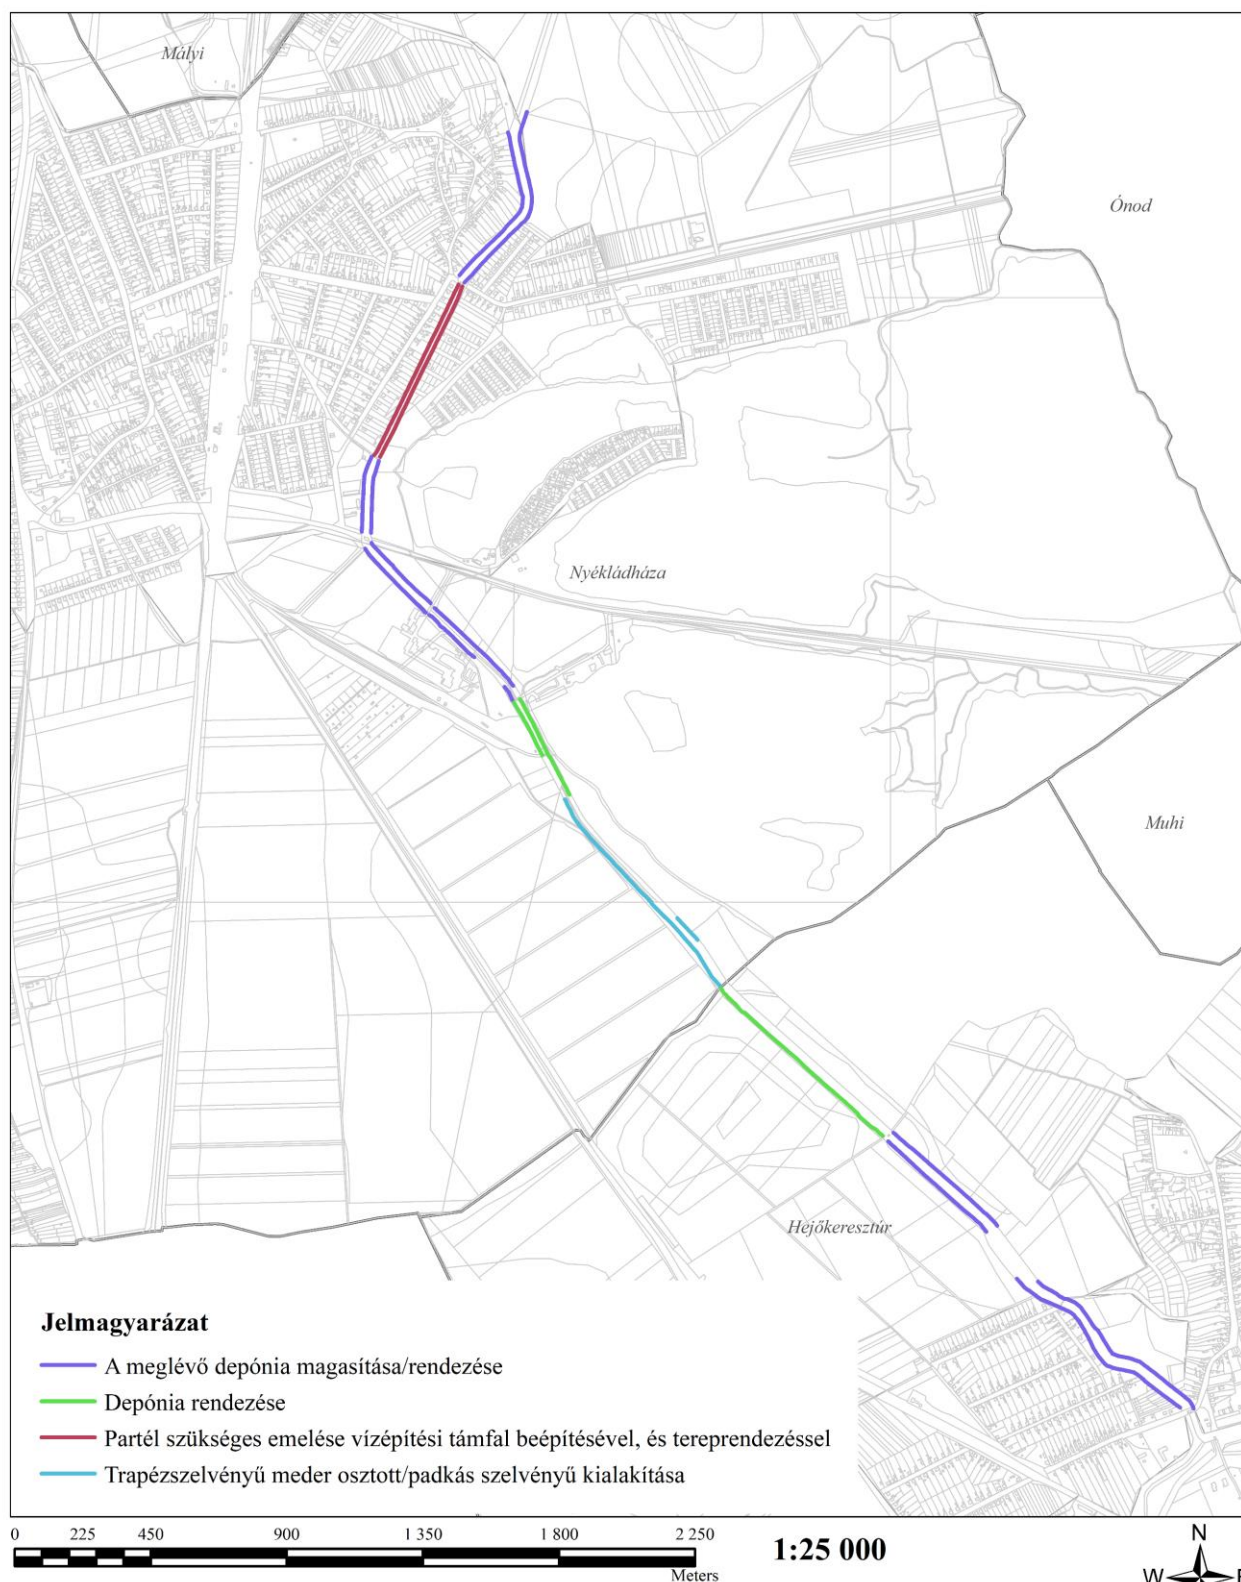 Mályi
Ónod
Nyékládháza
Muhi
Hejőkeresztúr
Jelmagyarázat
A meglévő depónia magasítása/rendezése
Depónia rendezése
Partél szükséges emelése vízépítési támfal beépítésével, és tereprendezéssel
Trapézszelvényű meder osztott/padkás szelvényű kialakítása
0 225 450 900 1 350 1 800 2 250
Meters
1:25 000
N
W E